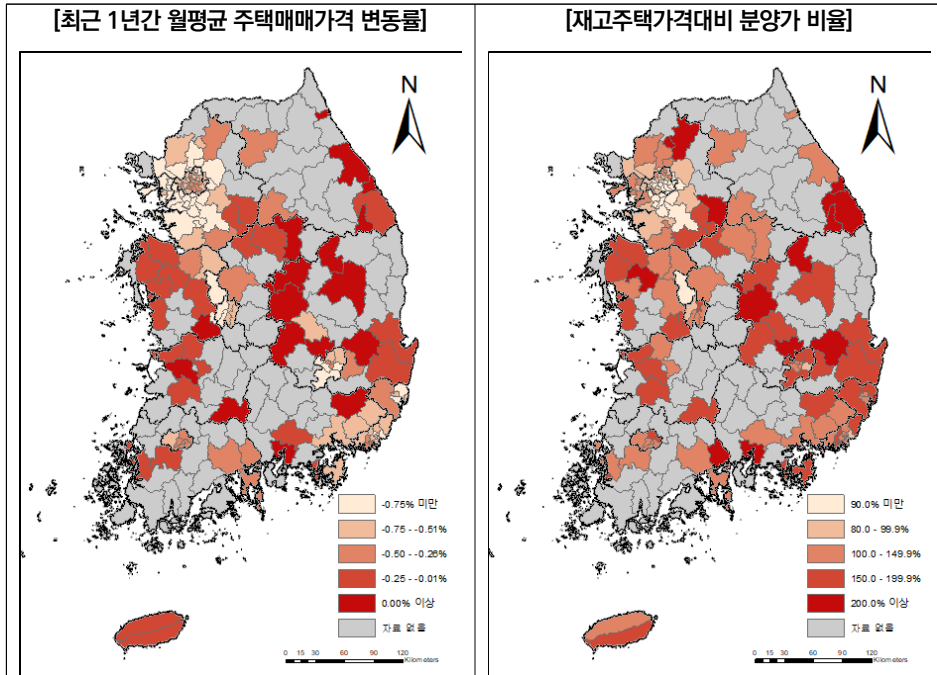 [최근 1년간 월평균 주택매매가격 변동률]
N
-0.75% 미만
-0.75 - -0.51%
-0.50 - -0.26%
-0.25 - -0.01%
0.00% 이상
자료 없음
0 15 30 60 90 120
Kilometers
[재고주택가격대비 분양가 비율]
N
90.0% 미만
80.0 - 99.9%
100.0 - 149.9%
150.0 - 199.9%
200.0% 이상
자료 없음
0 15 30 60 90 120
Kilometers